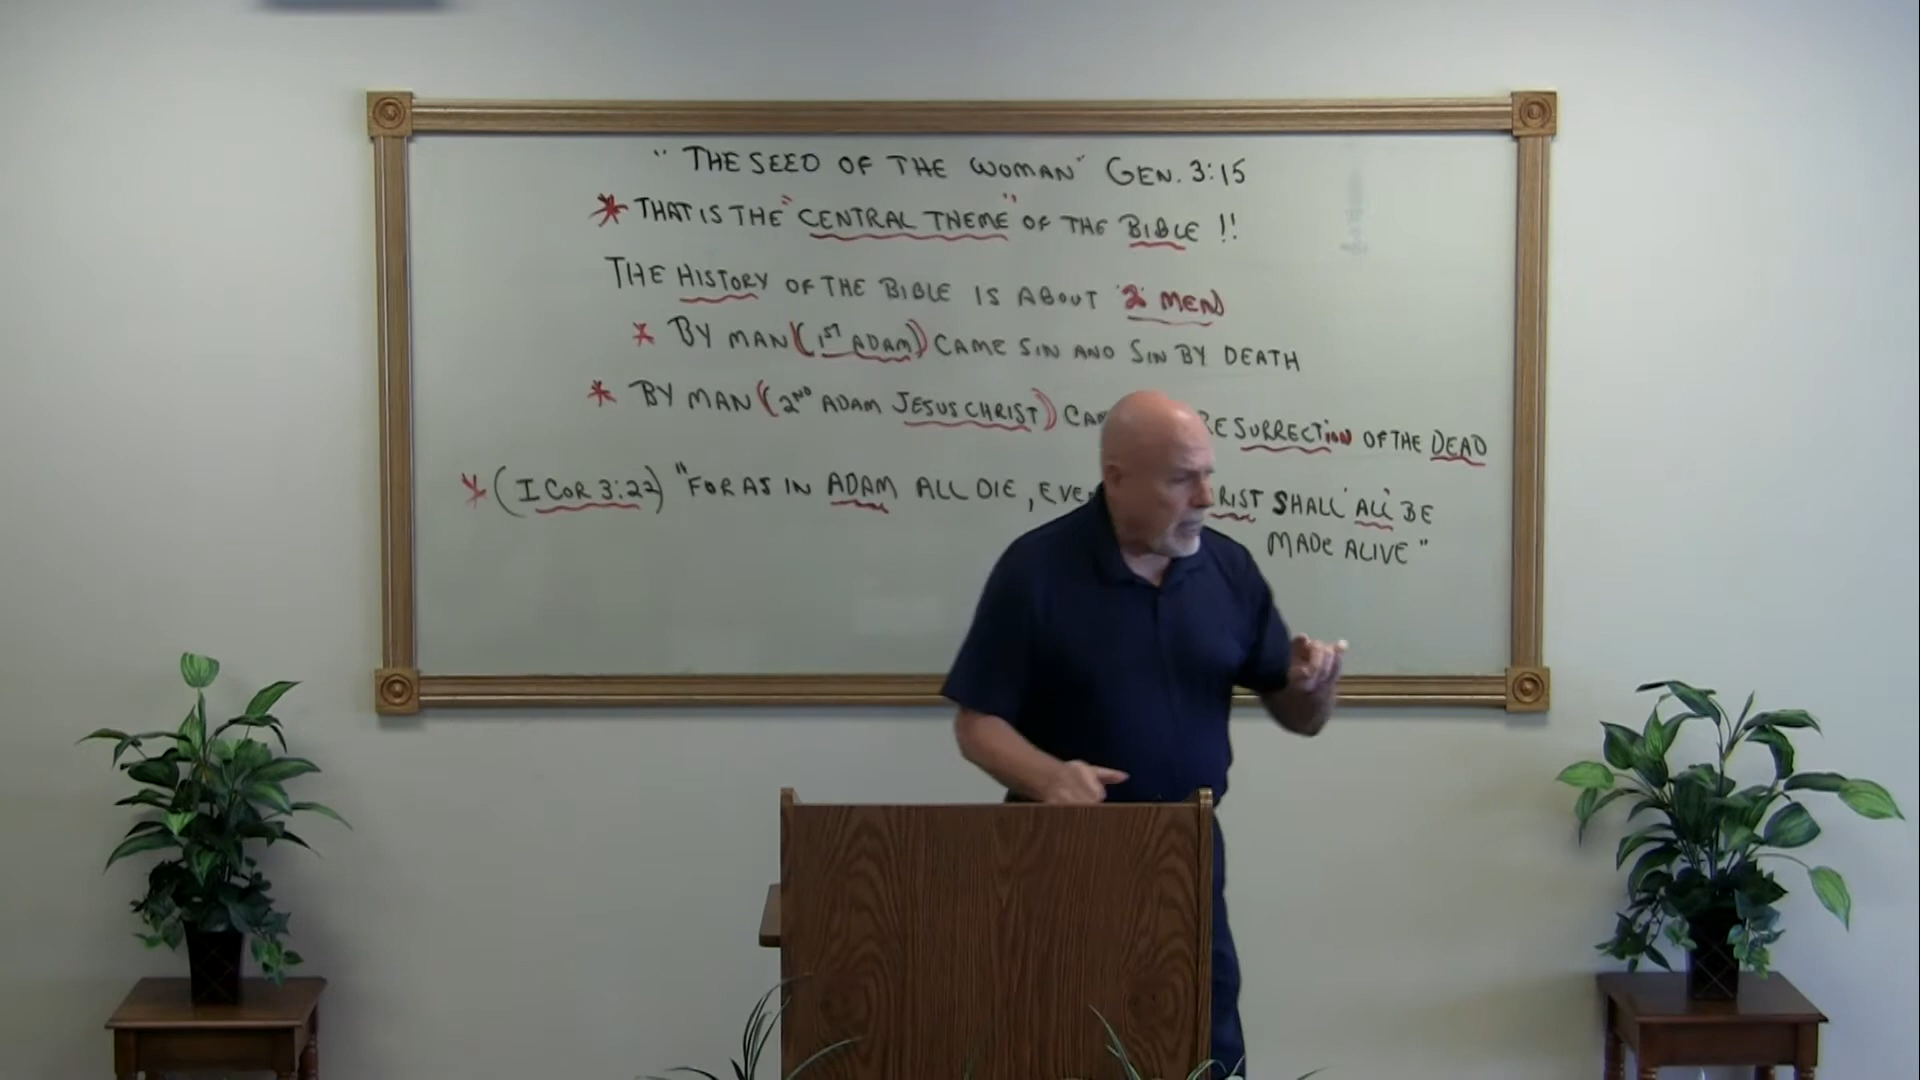 "THE SEED OF THE WOMAN" GEN. 3:15
* THAT IS THE "CENTRAL THEME" OF THE BIBLE !!
THE HISTORY OF THE BIBLE IS ABOUT "2" MEN
* BY MAN (1ST ADAM) CAME SIN AND SIN BY DEATH
* BY MAN (2ND ADAM JESUS CHRIST) RESURRECTION OF THE DEAD
* (I COR 3:22) "FOR AS IN ADAM ALL DIE, SHALL "ALL" BE
MADE ALIVE"